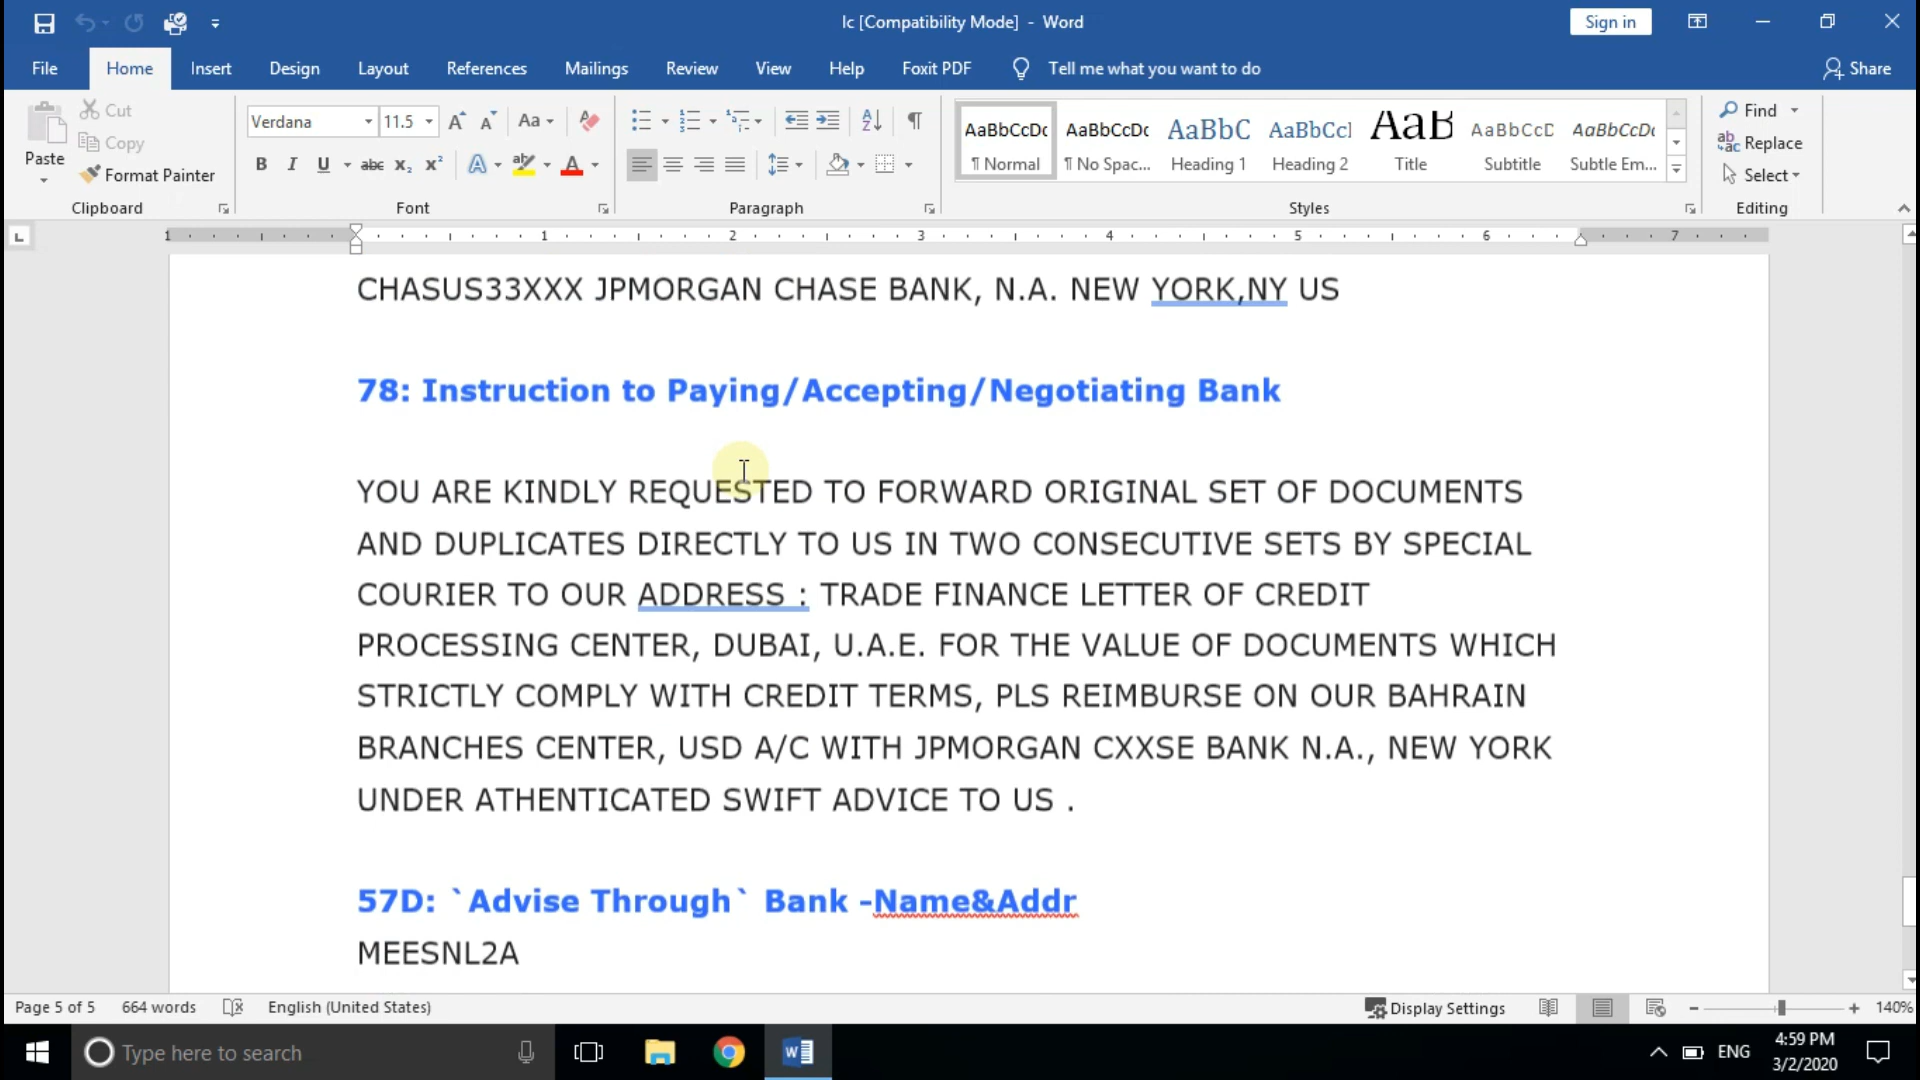 lc [Compatibility Mode] - Word
Sign in
File Home Insert Design Layout References Mailings Review View Help Foxit PDF Tell me what you want to do Share
Paste
Cut
Copy
Format Painter
Clipboard
Verdana 11.5
Font
Paragraph
AaBbCcDc AaBbCcDc AaBbC AaBbCcl AaB AaBbCcD AaBbCcDc
¶ Normal ¶ No Spac... Heading 1 Heading 2 Title Subtitle Subtle Em...
Styles
Find
Replace
Select
Editing
1 1 2 3 4 5 6 7
CHASUS33XXX JPMORGAN CHASE BANK, N.A. NEW YORK,NY US
78: Instruction to Paying/Accepting/Negotiating Bank
YOU ARE KINDLY REQUESTED TO FORWARD ORIGINAL SET OF DOCUMENTS
AND DUPLICATES DIRECTLY TO US IN TWO CONSECUTIVE SETS BY SPECIAL
COURIER TO OUR ADDRESS : TRADE FINANCE LETTER OF CREDIT
PROCESSING CENTER, DUBAI, U.A.E. FOR THE VALUE OF DOCUMENTS WHICH
STRICTLY COMPLY WITH CREDIT TERMS, PLS REIMBURSE ON OUR BAHRAIN
BRANCHES CENTER, USD A/C WITH JPMORGAN CXXSE BANK N.A., NEW YORK
UNDER ATHENTICATED SWIFT ADVICE TO US .
57D: `Advise Through` Bank -Name&Addr
MEESNL2A
Page 5 of 5 664 words English (United States) Display Settings 140%
Type here to search
ENG
4:59 PM
3/2/2020